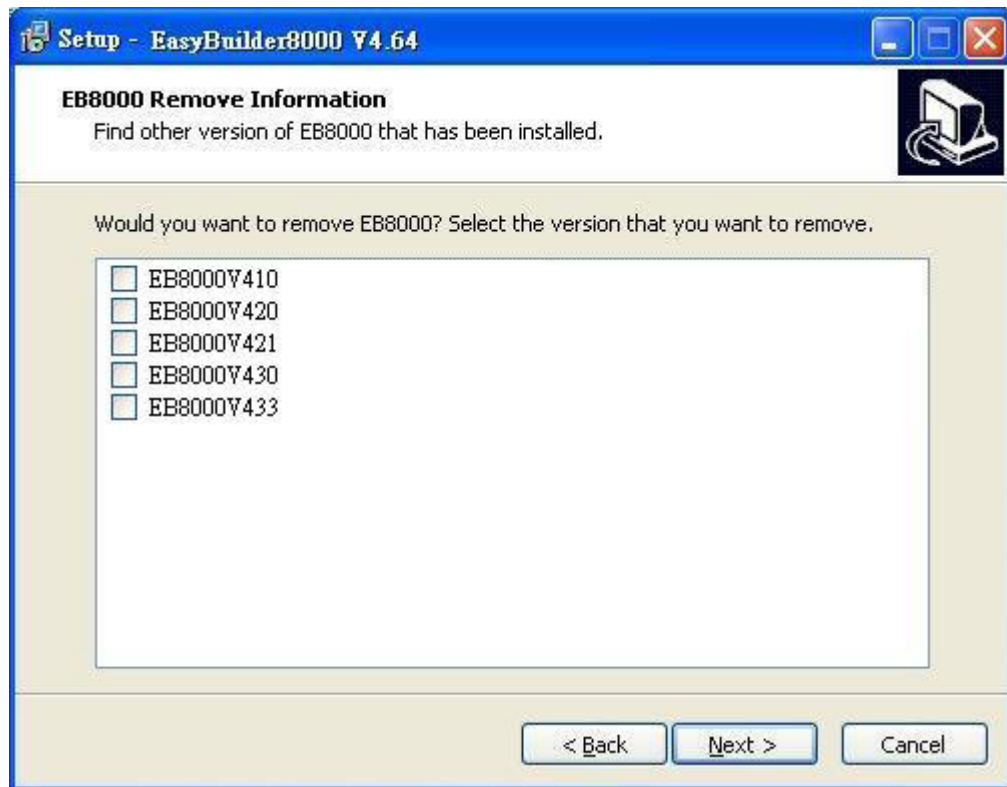 Setup - EasyBuilder8000 V4.64
EB8000 Remove Information
Find other version of EB8000 that has been installed.
Would you want to remove EB8000? Select the version that you want to remove.
EB8000V410
EB8000V420
EB8000V421
EB8000V430
EB8000V433
< Back Next > Cancel